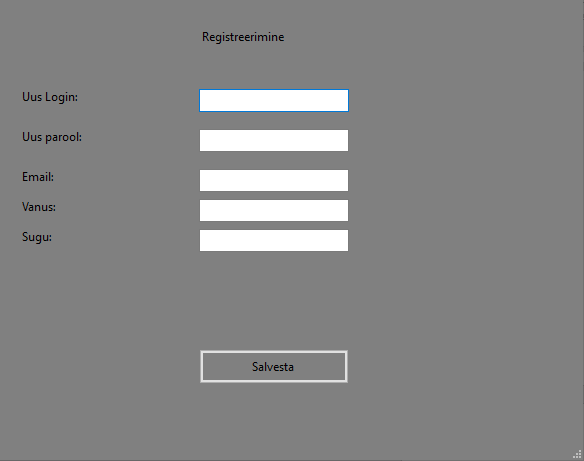 Registreerimine
Uus Login:
Uus parool:
Email:
Vanus:
Sugu:
Salvesta